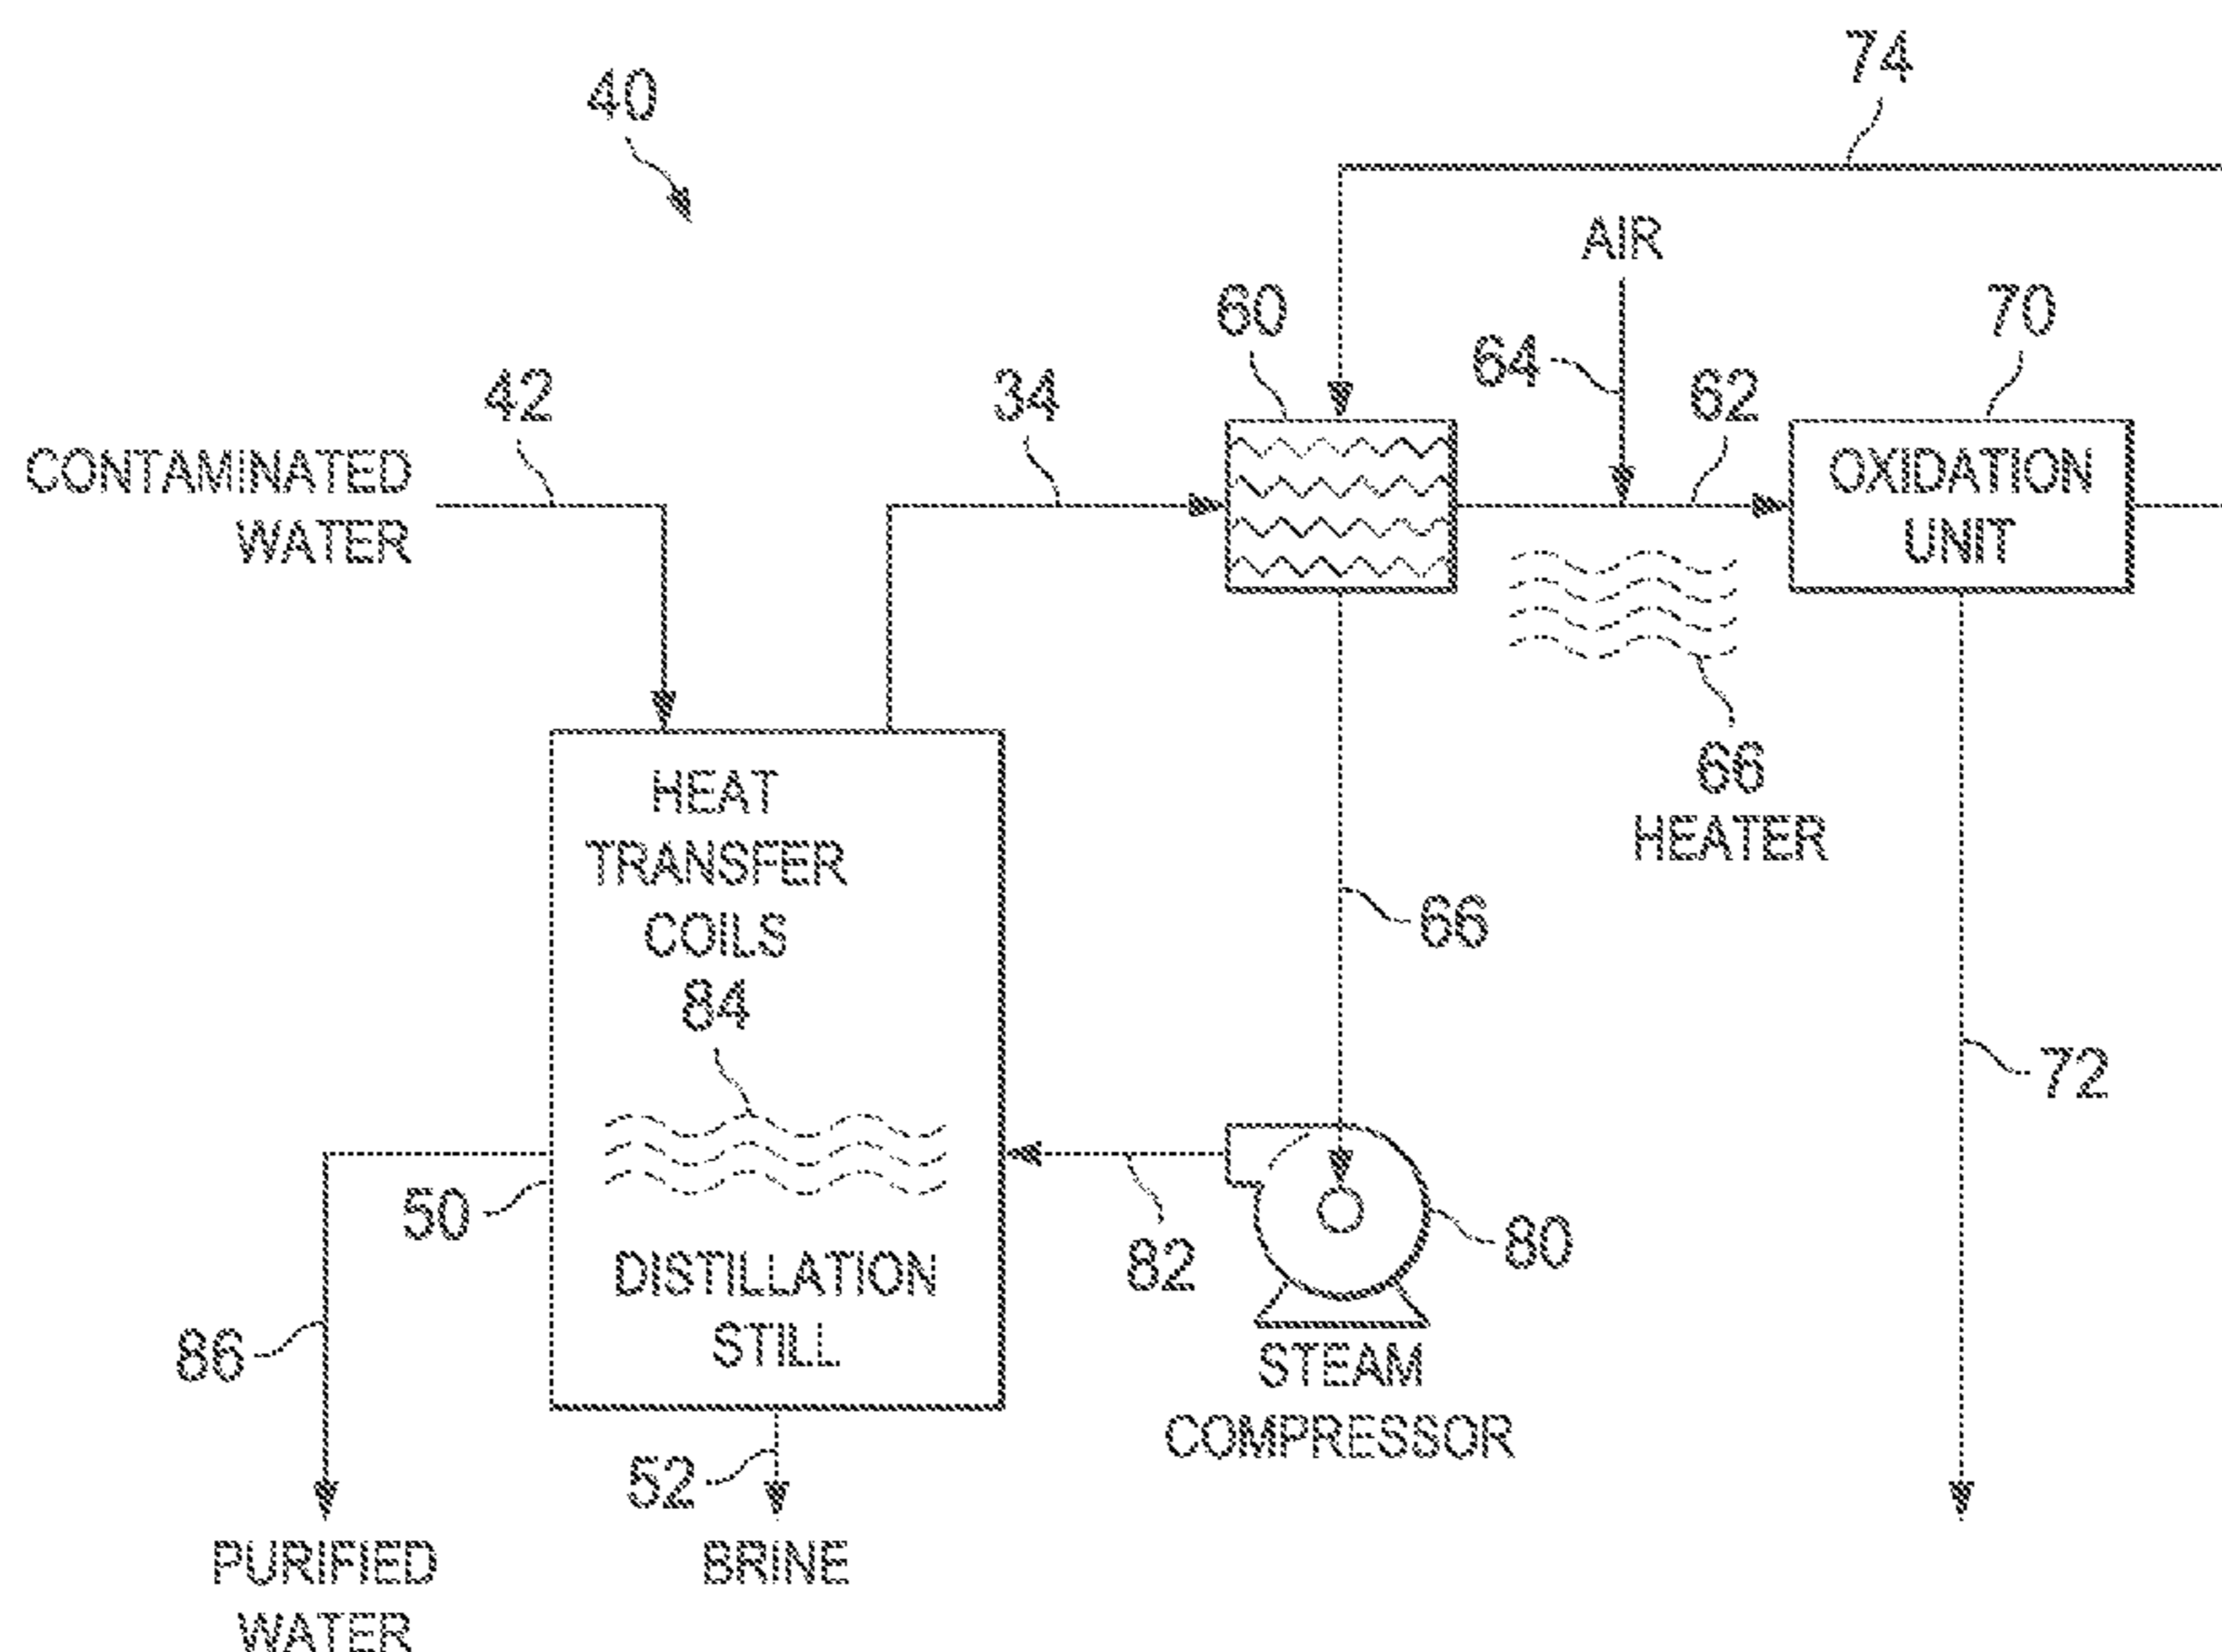 40
74
AIR
60
64
62
70
42
34
CONTAMINATED
WATER
OXIDATION
UNIT
66
HEATER
HEAT
TRANSFER
COILS
84
66
72
50
82
80
DISTILLATION
STILL
86
STEAM
COMPRESSOR
52
PURIFIED
WATER
BRINE